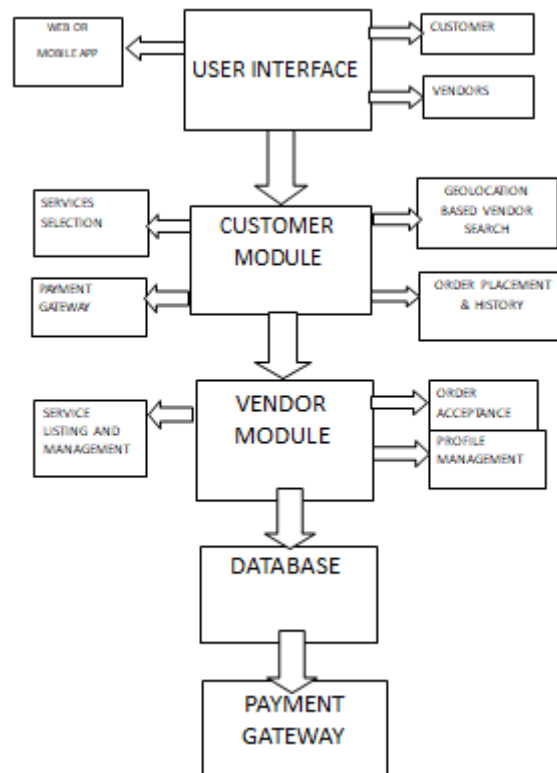 WEB OR
MOBILE APP
USER INTERFACE
CUSTOMER
VENDORS
SERVICES
SELECTION
CUSTOMER
MODULE
GEOLOCATION
BASED VENDOR
SEARCH
PAYMENT
GATEWAY
ORDER PLACEMENT
& HISTORY
SERVICE
LISTING AND
MANAGEMENT
VENDOR
MODULE
ORDER
ACCEPTANCE
PROFILE
MANAGEMENT
DATABASE
PAYMENT
GATEWAY